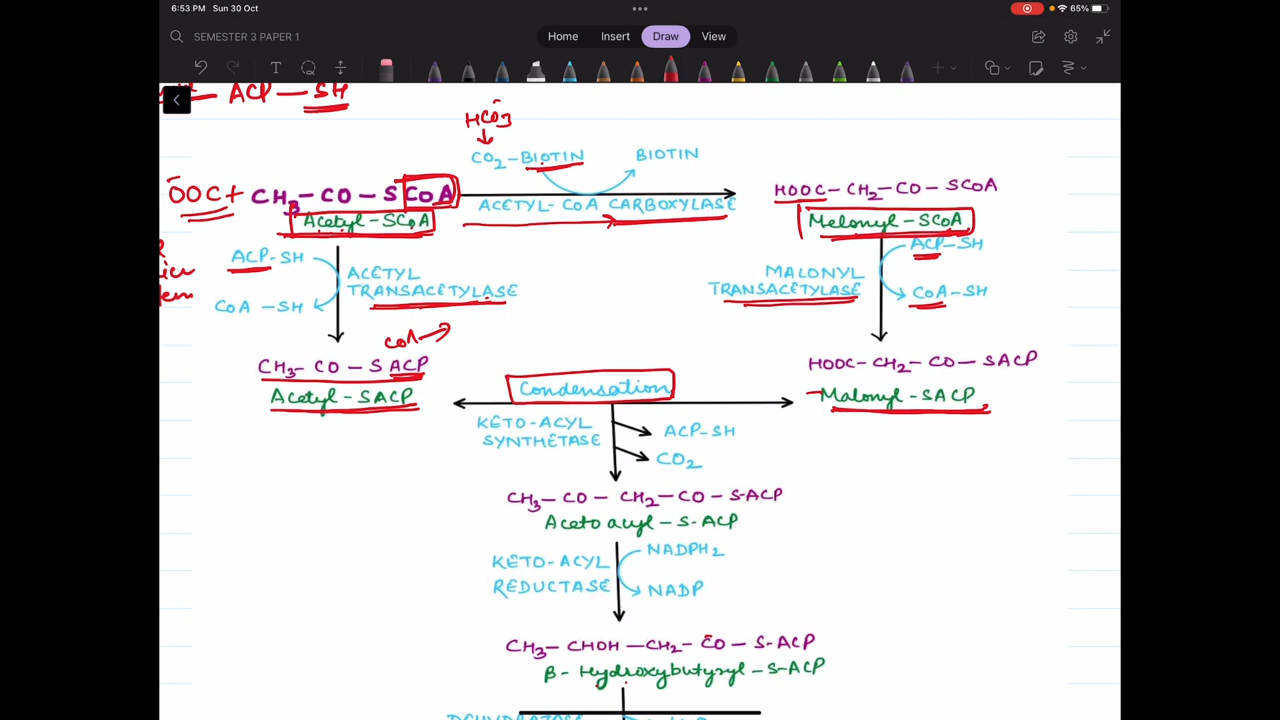 6:53 PM Sun 30 Oct
65%
SEMESTER 3 PAPER 1
Home Insert Draw View
ACP — SH
HCO3-
↓
CO2-BIOTIN BIOTIN
-OOC + CH3 — CO — S CoA
ACETYL-CoA CARBOXYLASE
HOOC — CH2 — CO — SCoA
Acetyl-SCoA
Melonyl-SCoA
ACP-SH
ACETYL
TRANSACETYLASE
CoA-SH
ACP-SH
MALONYL
TRANSACETYLASE
CoA-SH
CoA →
CH3 — CO — S ACP
Acetyl-SACP
HOOC — CH2 — CO — SACP
Malonyl-SACP
Condensation
KETO-ACYL
SYNTHETASE
ACP-SH
CO2
CH3 — CO — CH2 — CO — S-ACP
Aceto acyl-S-ACP
KETO-ACYL
REDUCTASE
NADPH2
NADP
CH3 — CHOH — CH2 — CO — S-ACP
β-Hydroxybutyryl-S-ACP